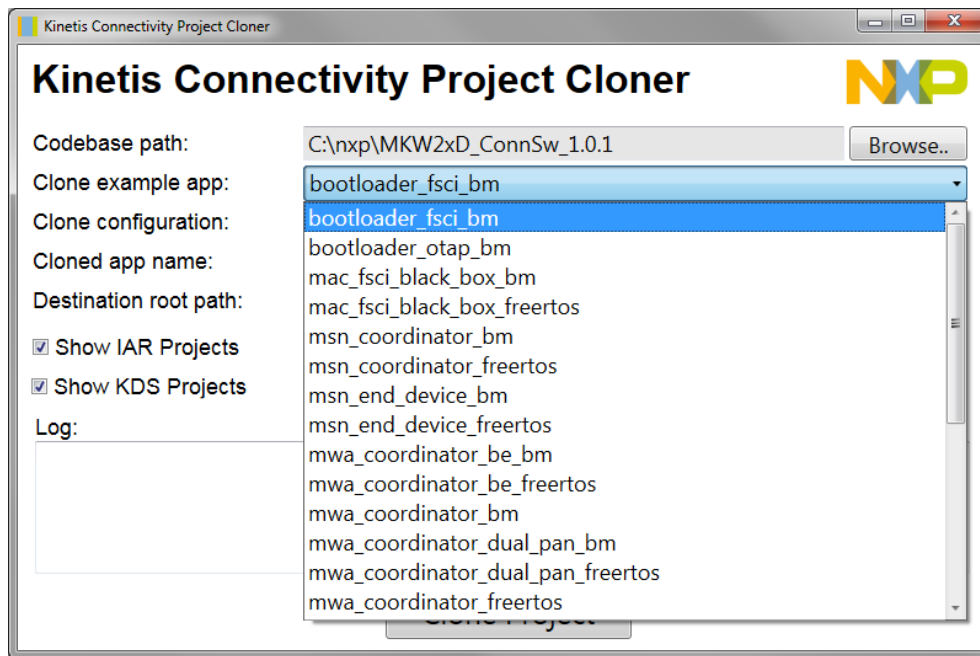 Kinetis Connectivity Project Cloner
Kinetis Connectivity Project Cloner
NXP
Codebase path:
C:\nxp\MKW2xD_ConnSw_1.0.1
Browse..
Clone example app:
bootloader_fsci_bm
Clone configuration:
Cloned app name:
Destination root path:
Show IAR Projects
Show KDS Projects
Log:
bootloader_fsci_bm
bootloader_otap_bm
mac_fsci_black_box_bm
mac_fsci_black_box_freertos
msn_coordinator_bm
msn_coordinator_freertos
msn_end_device_bm
msn_end_device_freertos
mwa_coordinator_be_bm
mwa_coordinator_be_freertos
mwa_coordinator_bm
mwa_coordinator_dual_pan_bm
mwa_coordinator_dual_pan_freertos
mwa_coordinator_freertos
Clone Project